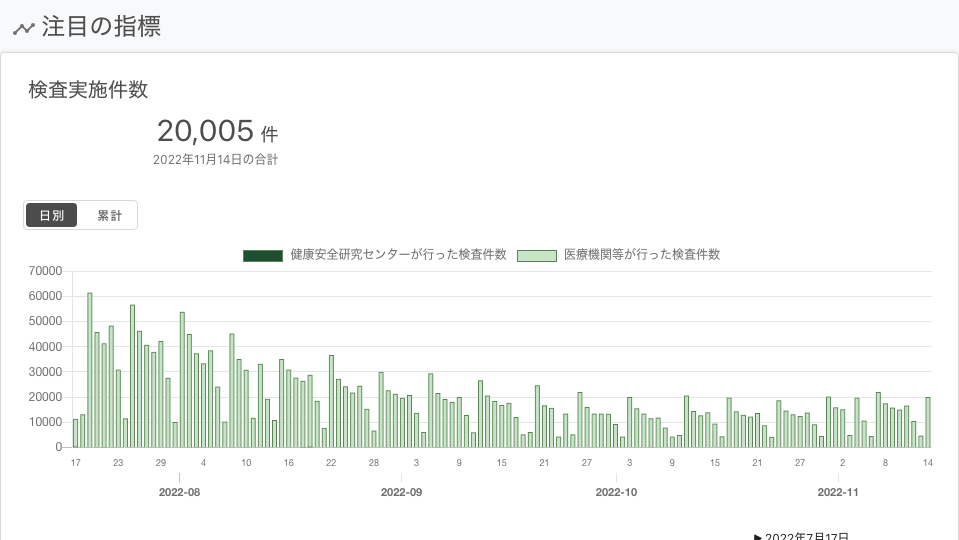 注目の指標
検査実施件数
20,005 件
2022年11月14日の合計
日別 累計
健康安全研究センターが行った検査件数 医療機関等が行った検査件数
70000
60000
50000
40000
30000
20000
10000
0
17 23 29 4 10 16 22 28 3 9 15 21 27 3 9 15 21 27 2 8 14
2022-08 2022-09 2022-10 2022-11
▶ 2022年7月17日